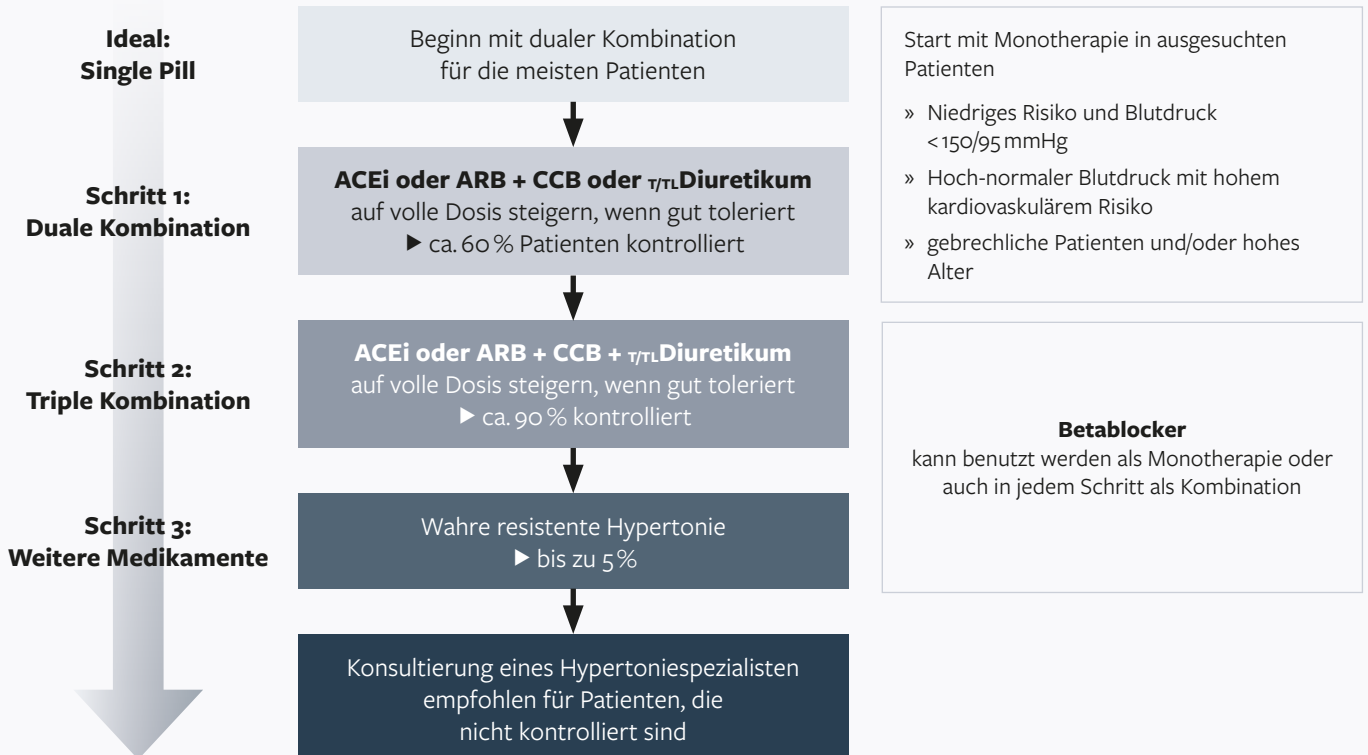 Ideal:
Single Pill
Beginn mit dualer Kombination
für die meisten Patienten
Schritt 1:
Duale Kombination
ACEi oder ARB + CCB oder T/TLDiuretikum
auf volle Dosis steigern, wenn gut toleriert
▶ ca. 60 % Patienten kontrolliert
Schritt 2:
Triple Kombination
ACEi oder ARB + CCB + T/TLDiuretikum
auf volle Dosis steigern, wenn gut toleriert
▶ ca. 90 % kontrolliert
Schritt 3:
Weitere Medikamente
Wahre resistente Hypertonie
▶ bis zu 5 %
Konsultierung eines Hypertoniespezialisten
empfohlen für Patienten, die
nicht kontrolliert sind
Start mit Monotherapie in ausgesuchten
Patienten
» Niedriges Risiko und Blutdruck
< 150/95 mmHg
» Hoch-normaler Blutdruck mit hohem
kardiovaskulärem Risiko
» gebrechliche Patienten und/oder hohes
Alter
Betablocker
kann benutzt werden als Monotherapie oder
auch in jedem Schritt als Kombination